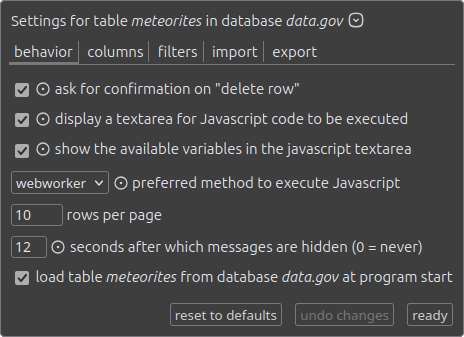 Settings for table meteorites in database data.gov
behavior columns filters import export
ask for confirmation on "delete row"
display a textarea for Javascript code to be executed
show the available variables in the javascript textarea
webworker preferred method to execute Javascript
10 rows per page
12 seconds after which messages are hidden (0 = never)
load table meteorites from database data.gov at program start
reset to defaults undo changes ready